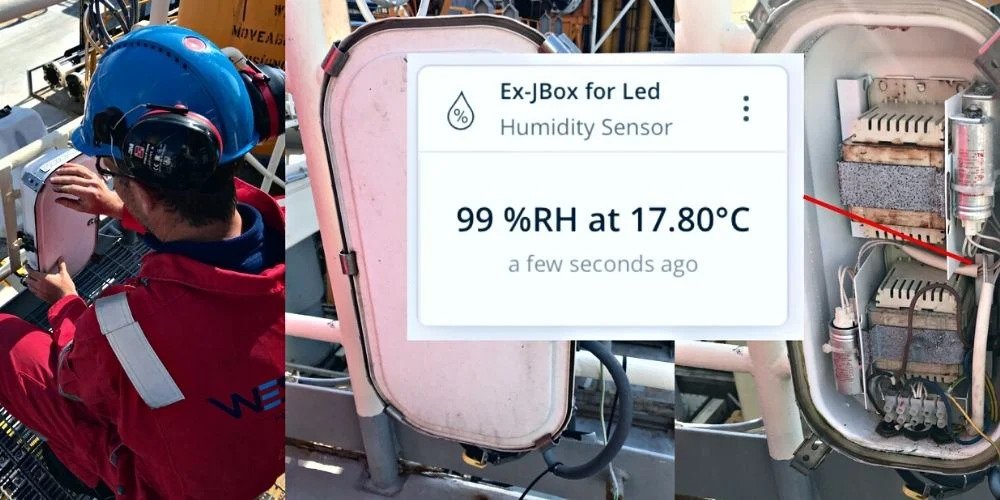 MOVEAB
Ex-JBox for Led
Humidity Sensor
99 %RH at 17.80°C
a few seconds ago
WE